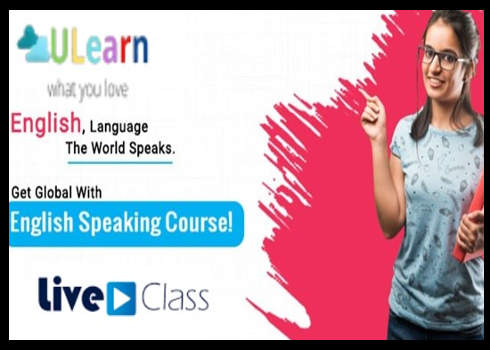 ULearn
what you love
English, Language
The World Speaks.
Get Global With
English Speaking Course!
Live Class